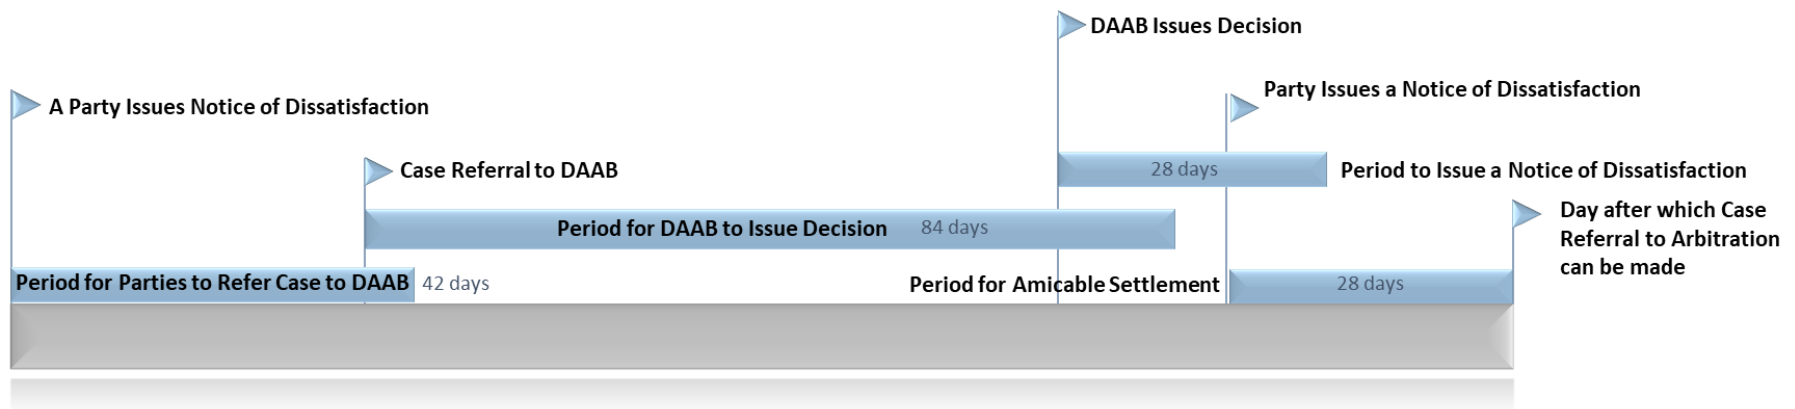 DAAB Issues Decision
Party Issues a Notice of Dissatisfaction
A Party Issues Notice of Dissatisfaction
28 days
Period to Issue a Notice of Dissatisfaction
Case Referral to DAAB
Day after which Case
Referral to Arbitration
can be made
Period for DAAB to Issue Decision 84 days
Period for Parties to Refer Case to DAAB 42 days
Period for Amicable Settlement 28 days